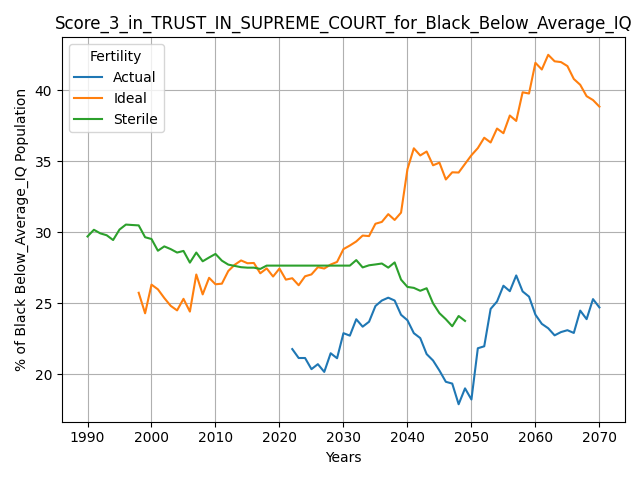 Score_3_in_TRUST_IN_SUPREME_COURT_for_Black_Below_Average_IQ
Fertility
Actual
Ideal
Sterile
% of Black Below_Average_IQ Population
40
35
30
25
20
1990 2000 2010 2020 2030 2040 2050 2060 2070
Years